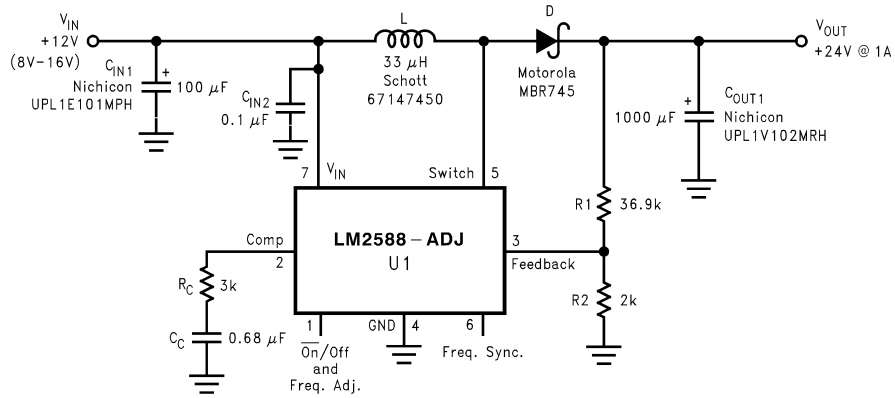 V_IN
+12V
(8V-16V)
C_IN1
Nichicon
UPL1E101MPH
+
100 μF
C_IN2
0.1 μF
L
33 μH
Schott
67147450
D
Motorola
MBR745
V_OUT
+24V @ 1A
C_OUT1
Nichicon
UPL1V102MRH
+
1000 μF
7
V_IN
Switch
5
R1
36.9k
LM2588-ADJ
U1
Comp
2
3
Feedback
R_C
3k
R2
2k
C_C
0.68 μF
1
O̅n̅/Off
and
Freq. Adj.
GND
4
6
Freq. Sync.